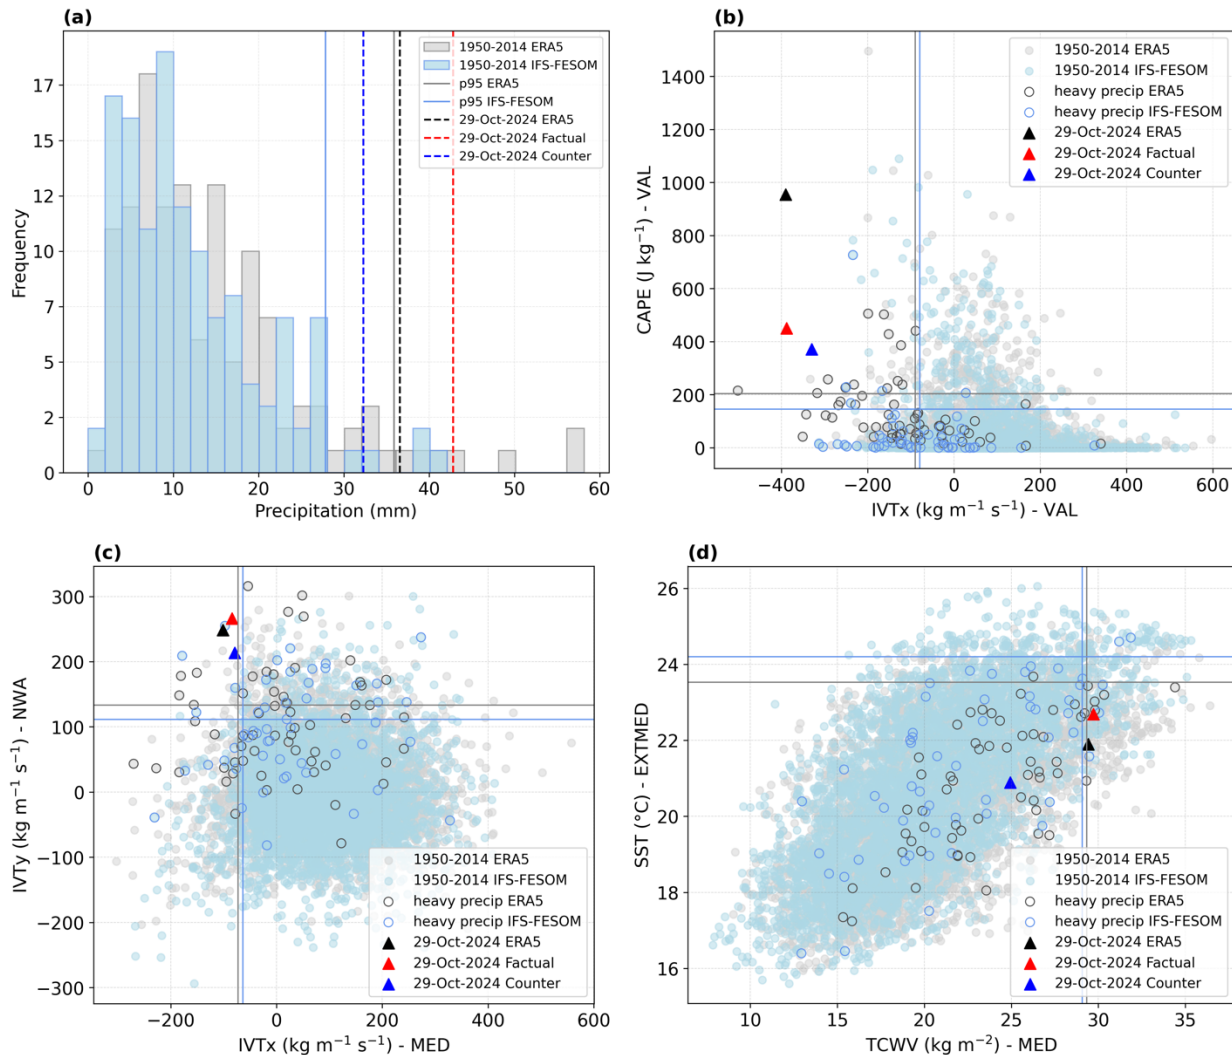 (a)
17
15
12
10
7
5
2
0
Frequency
0 10 20 30 40 50 60
Precipitation (mm)
1950-2014 ERA5
1950-2014 IFS-FESOM
p95 ERA5
p95 IFS-FESOM
29-Oct-2024 ERA5
29-Oct-2024 Factual
29-Oct-2024 Counter
(b)
1400
1200
1000
800
600
400
200
0
CAPE (J kg⁻¹) - VAL
−400 −200 0 200 400 600
IVTx (kg m⁻¹ s⁻¹) - VAL
1950-2014 ERA5
1950-2014 IFS-FESOM
heavy precip ERA5
heavy precip IFS-FESOM
29-Oct-2024 ERA5
29-Oct-2024 Factual
29-Oct-2024 Counter
(c)
300
200
100
0
−100
−200
−300
IVTy (kg m⁻¹ s⁻¹) - NWA
−200 0 200 400 600
IVTx (kg m⁻¹ s⁻¹) - MED
1950-2014 ERA5
1950-2014 IFS-FESOM
heavy precip ERA5
heavy precip IFS-FESOM
29-Oct-2024 ERA5
29-Oct-2024 Factual
29-Oct-2024 Counter
(d)
26
24
22
20
18
16
SST (°C) - EXTMED
10 15 20 25 30 35
TCWV (kg m⁻²) - MED
1950-2014 ERA5
1950-2014 IFS-FESOM
heavy precip ERA5
heavy precip IFS-FESOM
29-Oct-2024 ERA5
29-Oct-2024 Factual
29-Oct-2024 Counter